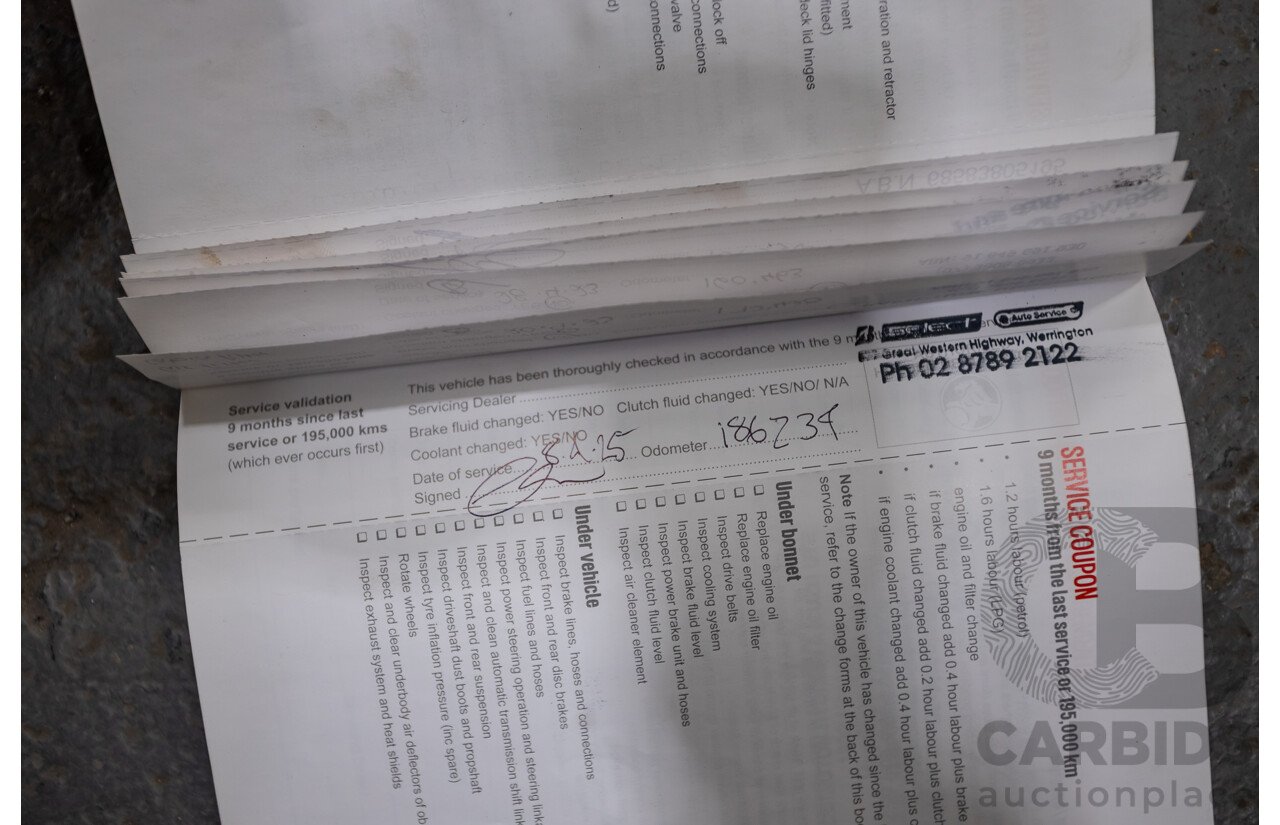 d)
onnections
valve
onnections
lock off
eck lid hinges
fitted)
ment
ration and retractor
Service validation
9 months since last
service or 195,000 kms
(which ever occurs first)
This vehicle has been thoroughly checked in accordance with the 9 m
Servicing Dealer
Brake fluid changed: YES/NO Clutch fluid changed: YES/NO/ N/A
Coolant changed: YES/NO
Date of service 8.2.25 Odometer 186234
Signed
Auto Service
Great Western Highway, Werrington
Ph 02 8789 2122
SERVICE COUPON
9 months from the last service or 195,000 km
• 1.2 hours labour (petrol)
• 1.6 hours labour (LPG)
engine oil and filter change
• if brake fluid changed add 0.4 hour labour plus brake
• if clutch fluid changed add 0.2 hour labour plus clutch
• if engine coolant changed add 0.4 hour labour plus c
Note If the owner of this vehicle has changed since the
service, refer to the change forms at the back of this bo
Under bonnet
❏ Replace engine oil
❏ Replace engine oil filter
❏ Inspect drive belts
❏ Inspect cooling system
❏ Inspect brake fluid level
❏ Inspect power brake unit and hoses
❏ Inspect clutch fluid level
❏ Inspect air cleaner element
Under vehicle
❏ Inspect brake lines, hoses and connections
❏ Inspect front and rear disc brakes
❏ Inspect fuel lines and hoses
❏ Inspect power steering operation and steering linka
❏ Inspect and clean automatic transmission shift link
❏ Inspect front and rear suspension
❏ Inspect driveshaft dust boots and propshaft
❏ Inspect tyre inflation pressure (inc spare)
❏ Rotate wheels
❏ Inspect and clear underbody air deflectors of ob
❏ Inspect exhaust system and heat shields
CARBID
auctionplac